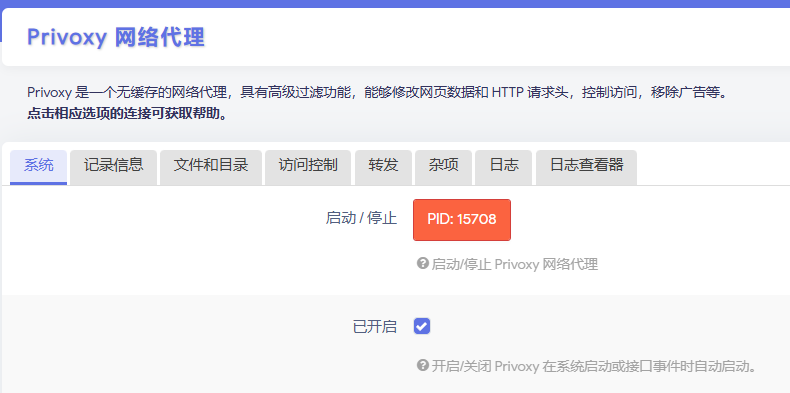 Privoxy 网络代理
Privoxy 是一个无缓存的网络代理，具有高级过滤功能，能够修改网页数据和 HTTP 请求头，控制访问，移除广告等。
点击相应选项的连接可获取帮助。
系统 记录信息 文件和目录 访问控制 转发 杂项 日志 日志查看器
启动 / 停止 PID: 15708
启动/停止 Privoxy 网络代理
已开启
开启/关闭 Privoxy 在系统启动或接口事件时自动启动。